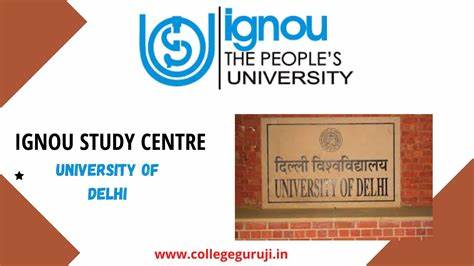 ignou
THE PEOPLE'S
UNIVERSITY
IGNOU STUDY CENTRE
UNIVERSITY OF
DELHI
दिल्ली विश्वविद्यालय
UNIVERSITY OF DELHI
www.collegeguruji.in